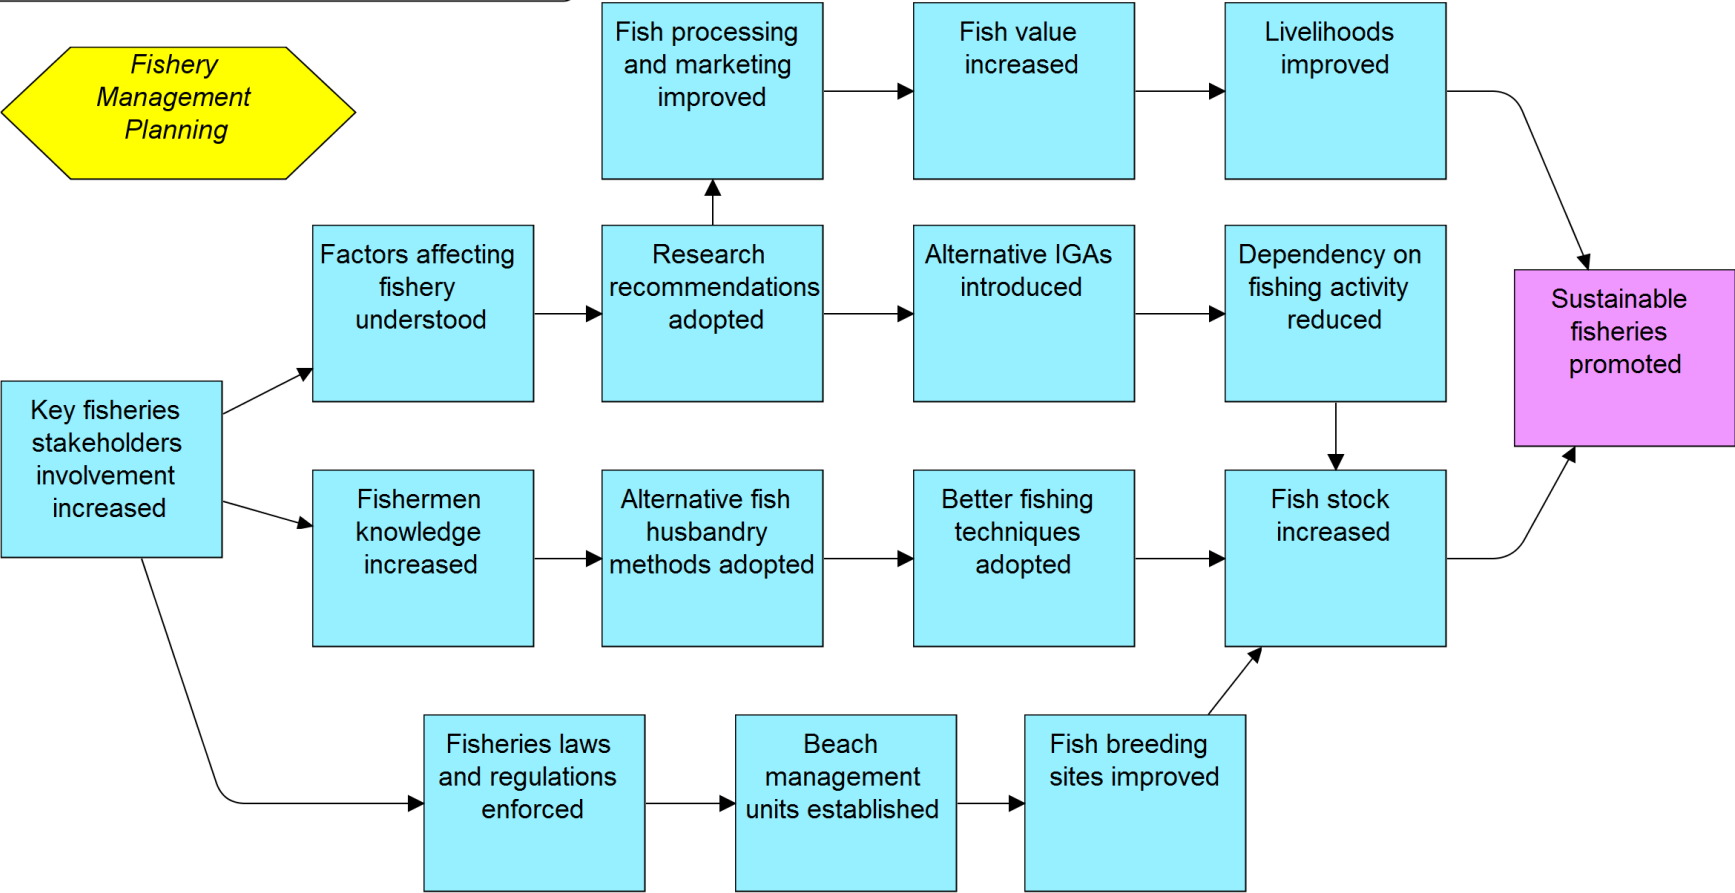 Fishery
Management
Planning
Fish processing
and marketing
improved
Fish value
increased
Livelihoods
improved
Factors affecting
fishery
understood
Research
recommendations
adopted
Alternative IGAs
introduced
Dependency on
fishing activity
reduced
Sustainable
fisheries
promoted
Key fisheries
stakeholders
involvement
increased
Fishermen
knowledge
increased
Alternative fish
husbandry
methods adopted
Better fishing
techniques
adopted
Fish stock
increased
Fisheries laws
and regulations
enforced
Beach
management
units established
Fish breeding
sites improved